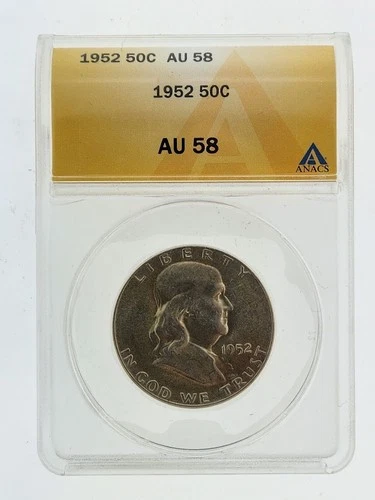 1952 50C AU 58
1952 50C
AU 58
ANACS
LIBERTY
1952
IN GOD WE TRUST